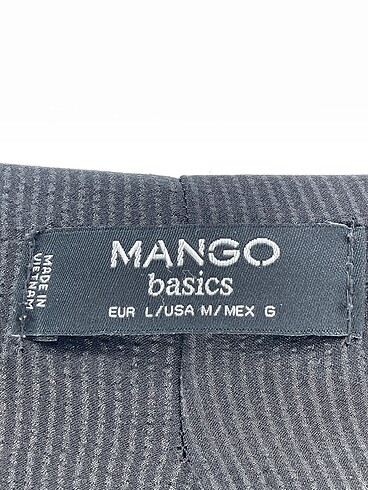 MANGO
basics
EUR L/USA M/MEX G
MADE IN
VIETNAM